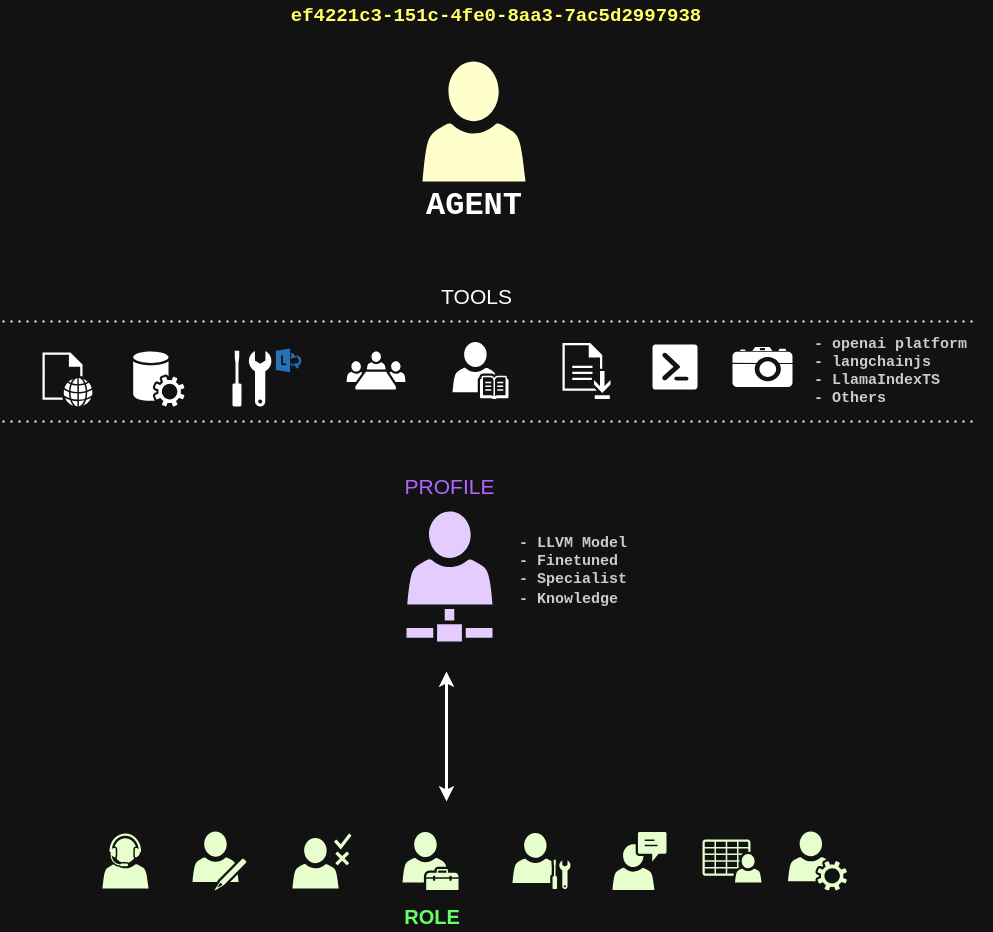 ef4221c3-151c-4fe0-8aa3-7ac5d2997938
AGENT
TOOLS
- openai platform
- langchainjs
- LlamaIndexTS
- Others
PROFILE
- LLVM Model
- Finetuned
- Specialist
- Knowledge
ROLE